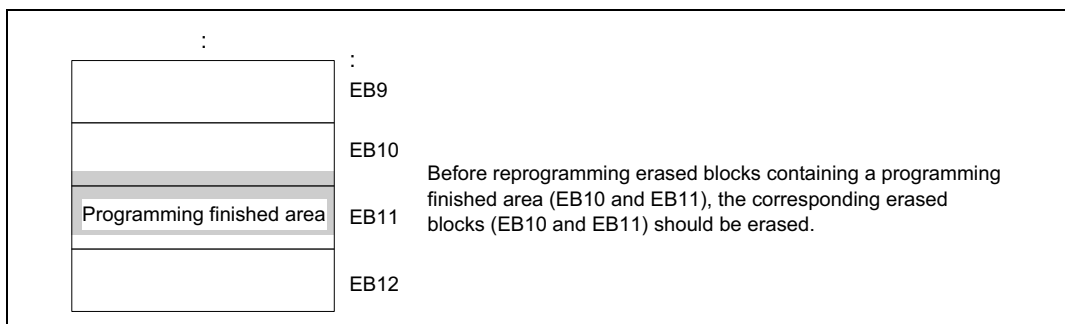 :
:
EB9
EB10
Before reprogramming erased blocks containing a programming
finished area (EB10 and EB11), the corresponding erased
blocks (EB10 and EB11) should be erased.
Programming finished area
EB11
EB12